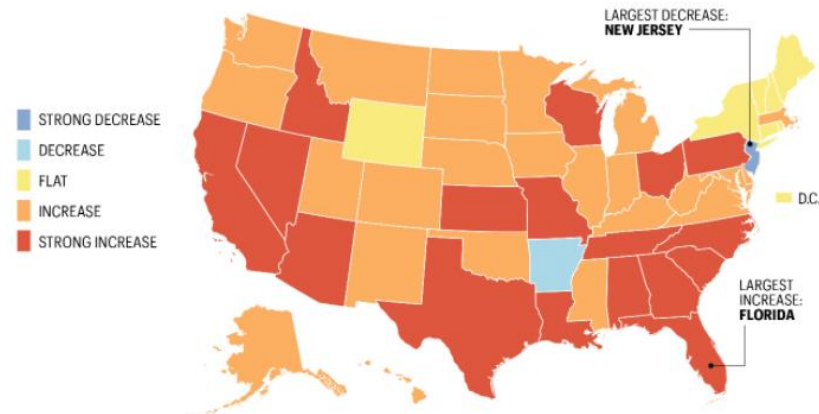 LARGEST DECREASE:
NEW JERSEY
STRONG DECREASE
DECREASE
FLAT
INCREASE
STRONG INCREASE
D.C.
LARGEST
INCREASE:
FLORIDA